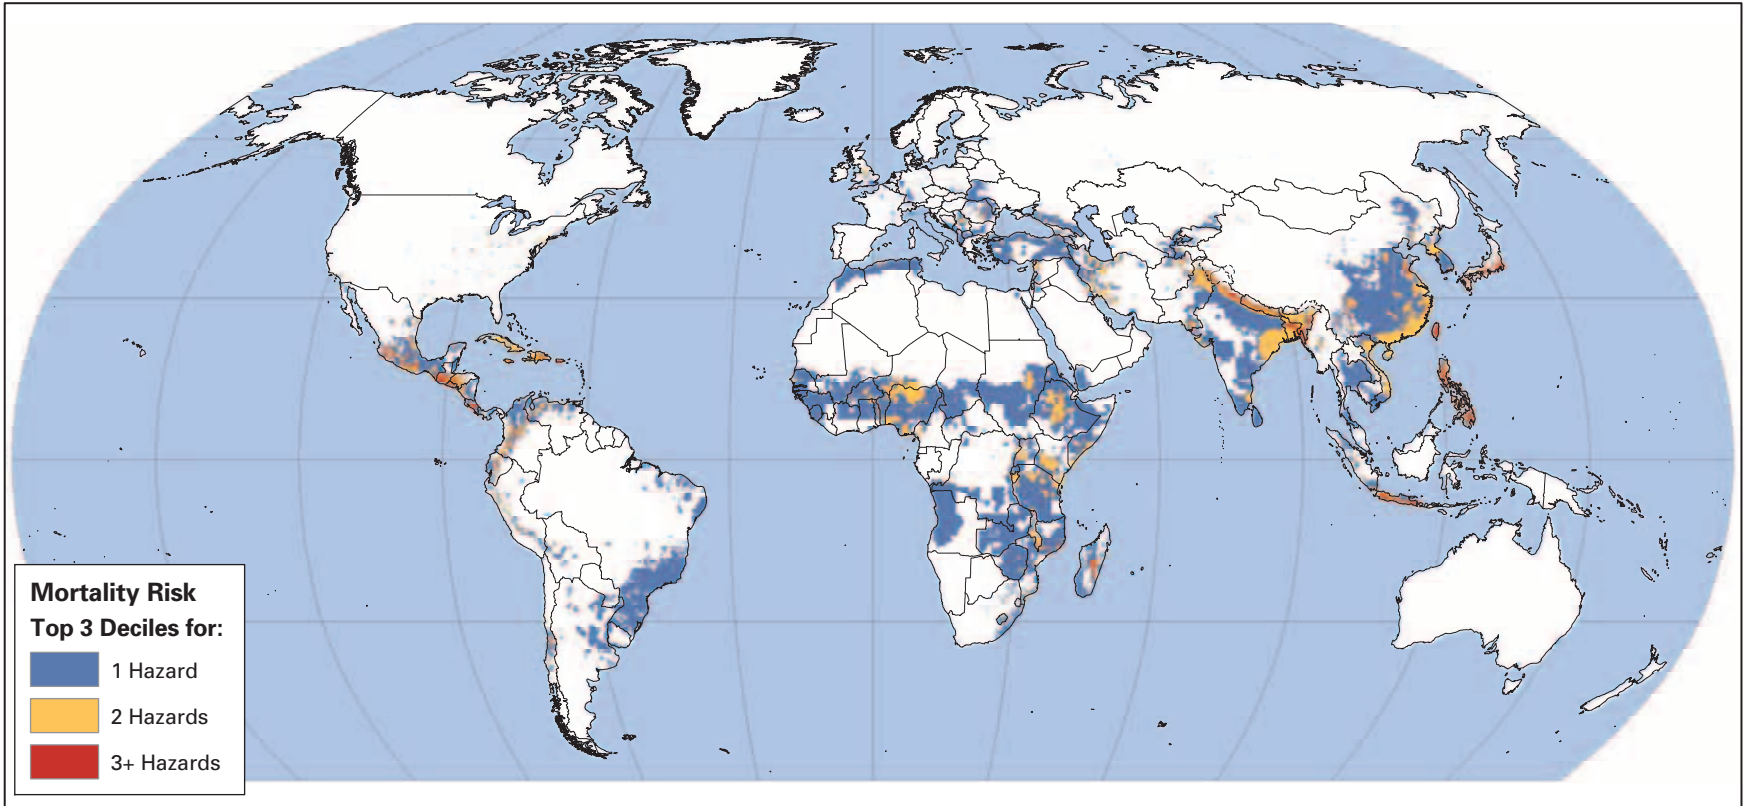 Mortality Risk
Top 3 Deciles for:
1 Hazard
2 Hazards
3+ Hazards